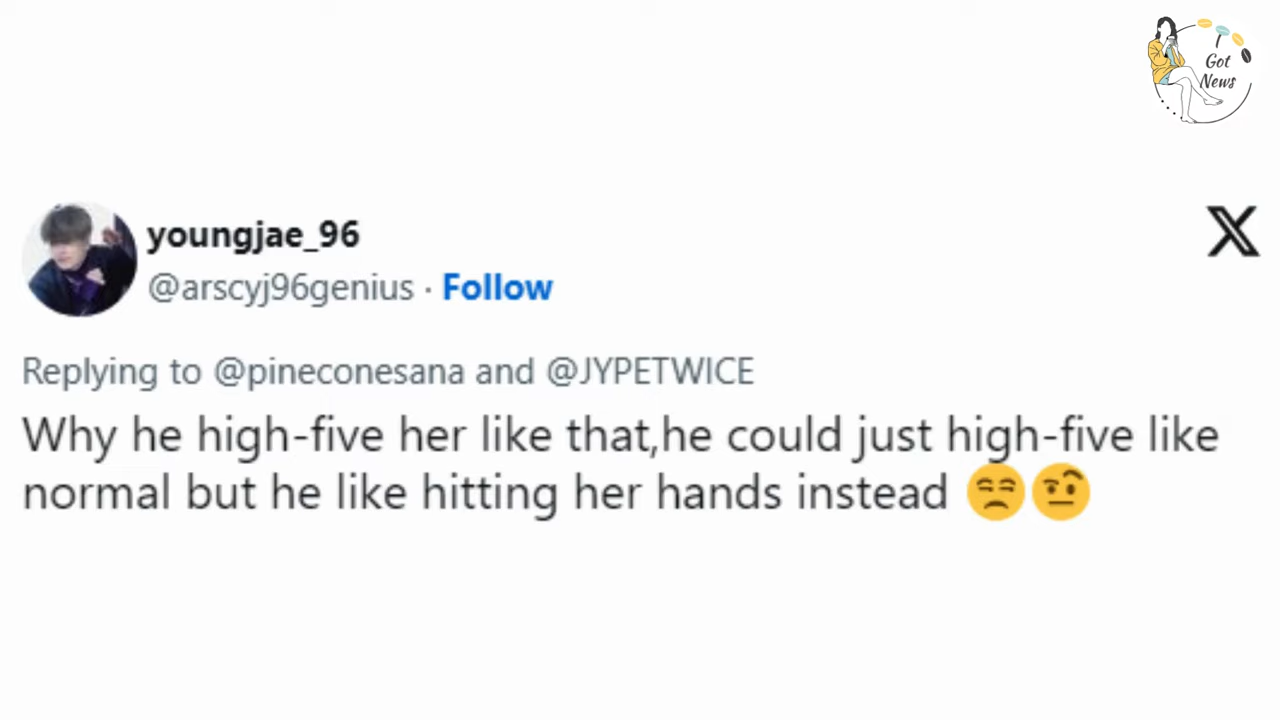 Got
News
youngjae_96
@arscyj96genius · Follow
Replying to @pineconesana and @JYPETWICE
Why he high-five her like that,he could just high-five like
normal but he like hitting her hands instead 😒🤨